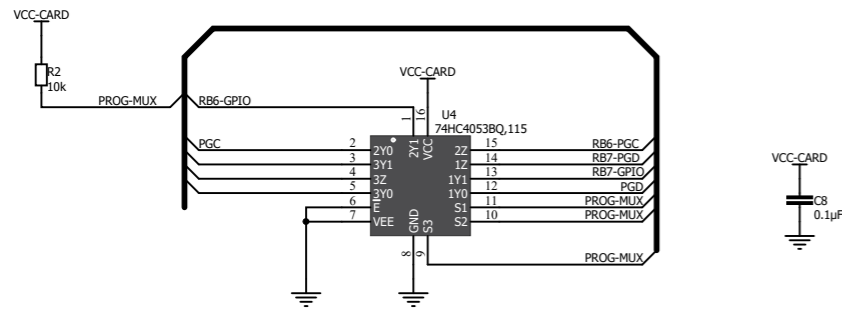 VCC-CARD
R2
10k
PROG-MUX
RB6-GPIO
VCC-CARD
1
16
U4
74HC4053BQ,115
2Y1
VCC
PGC
2
2Y0
2Z
15
RB6-PGC
3
3Y1
1Z
14
RB7-PGD
4
3Z
1Y1
13
RB7-GPIO
5
3Y0
1Y0
12
PGD
6
E
S1
11
PROG-MUX
7
VEE
S2
10
PROG-MUX
GND
S3
8
9
PROG-MUX
VCC-CARD
C8
0.1µF